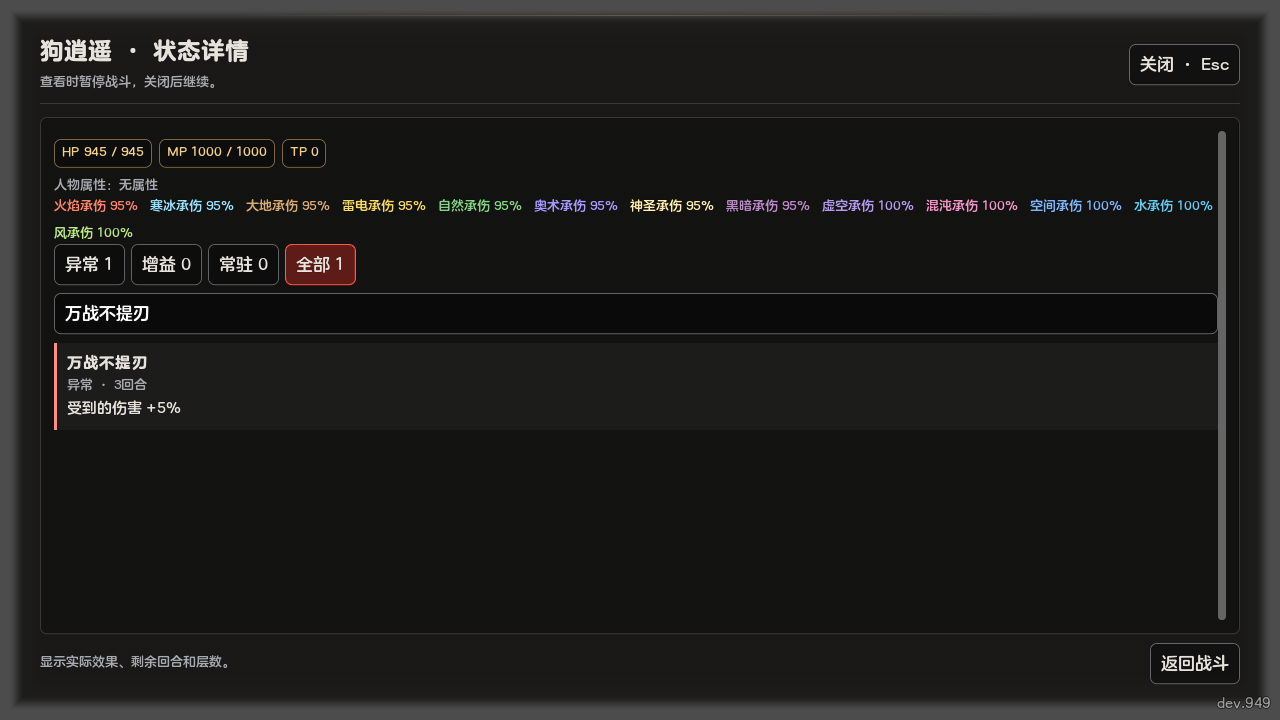 狗逍遥 · 状态详情
查看时暂停战斗，关闭后继续。
关闭 · Esc
HP 945 / 945 MP 1000 / 1000 TP 0
人物属性：无属性
火焰承伤 95% 寒冰承伤 95% 大地承伤 95% 雷电承伤 95% 自然承伤 95% 奥术承伤 95% 神圣承伤 95% 黑暗承伤 95% 虚空承伤 100% 混沌承伤 100% 空间承伤 100% 水承伤 100%
风承伤 100%
异常 1 增益 0 常驻 0 全部 1
万战不提刃
万战不提刃
异常 · 3回合
受到的伤害 +5%
显示实际效果、剩余回合和层数。
返回战斗
dev.949